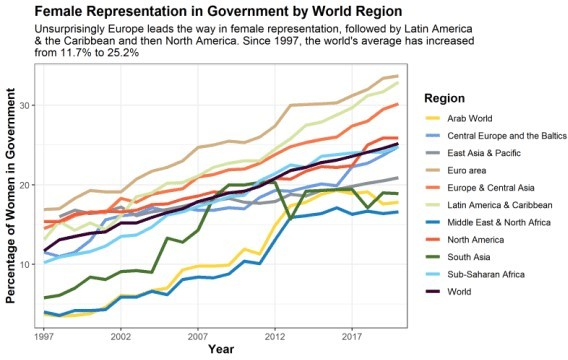 Female Representation in Government by World Region
Unsurprisingly Europe leads the way in female representation, followed by Latin America
& the Caribbean and then North America. Since 1997, the world's average has increased
from 11.7% to 25.2%
Percentage of Women in Government
30
20
10
1997
2002
2007
2012
2017
Year
Region
Arab World
Central Europe and the Baltics
East Asia & Pacific
Euro area
Europe & Central Asia
Latin America & Caribbean
Middle East & North Africa
North America
South Asia
Sub-Saharan Africa
World